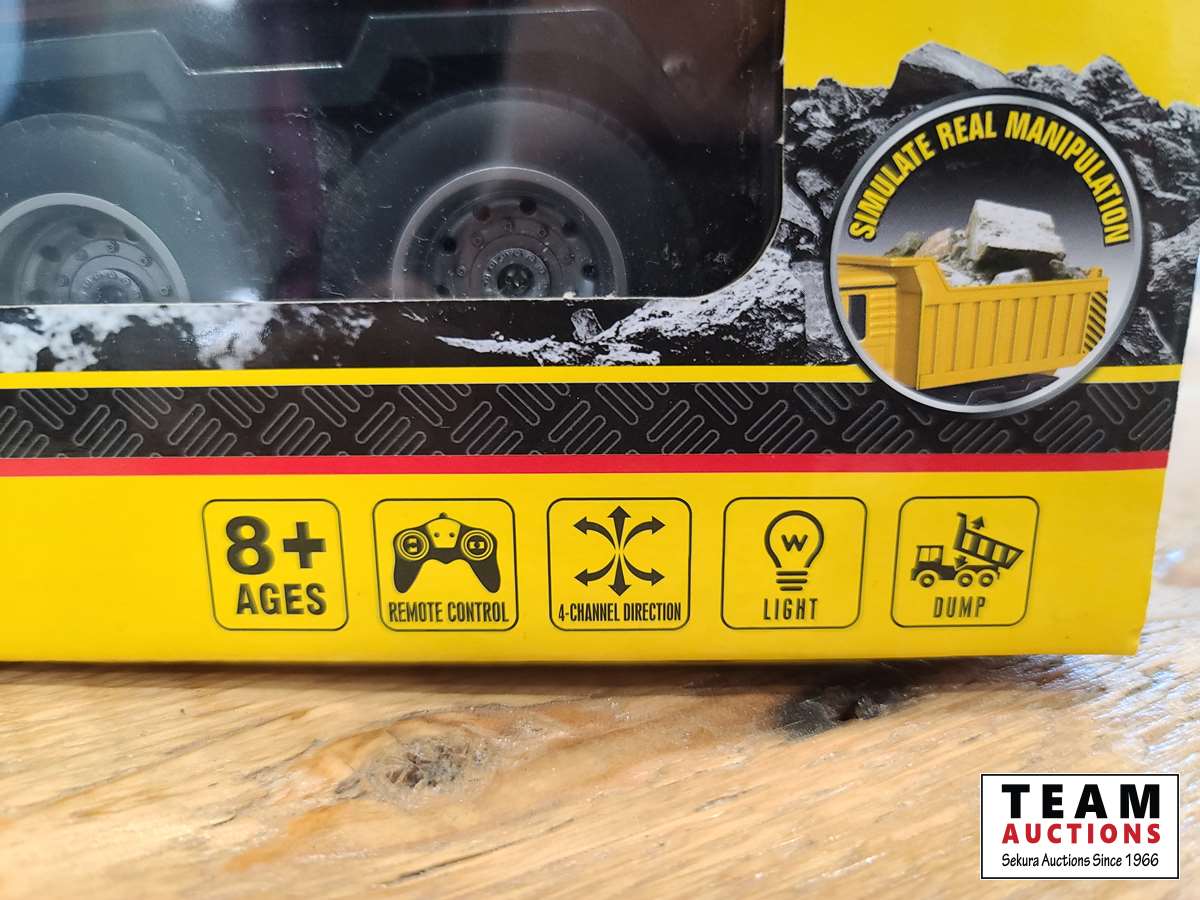 SIMULATE REAL MANIPULATION
8+
AGES
REMOTE CONTROL
4-CHANNEL DIRECTION
LIGHT
DUMP
TEAM
AUCTIONS
Sekura Auctions Since 1966